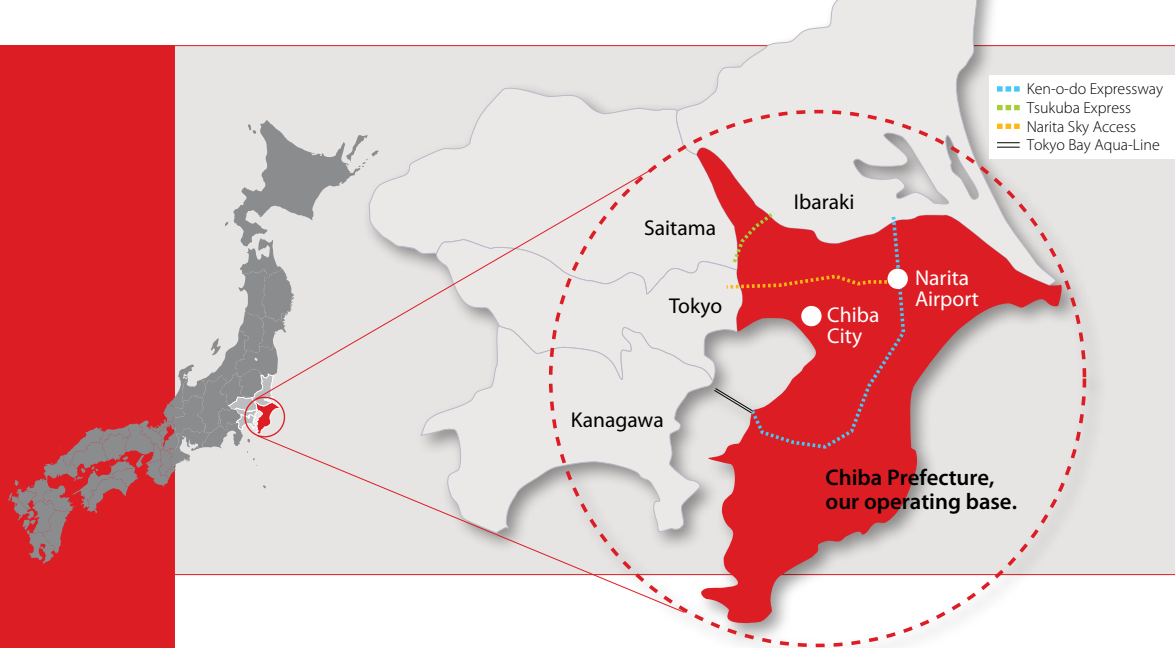 Ken-o-do Expressway
Tsukuba Express
Narita Sky Access
Tokyo Bay Aqua-Line
Ibaraki
Saitama
Narita
Airport
Tokyo
Chiba
City
Kanagawa
Chiba Prefecture,
our operating base.